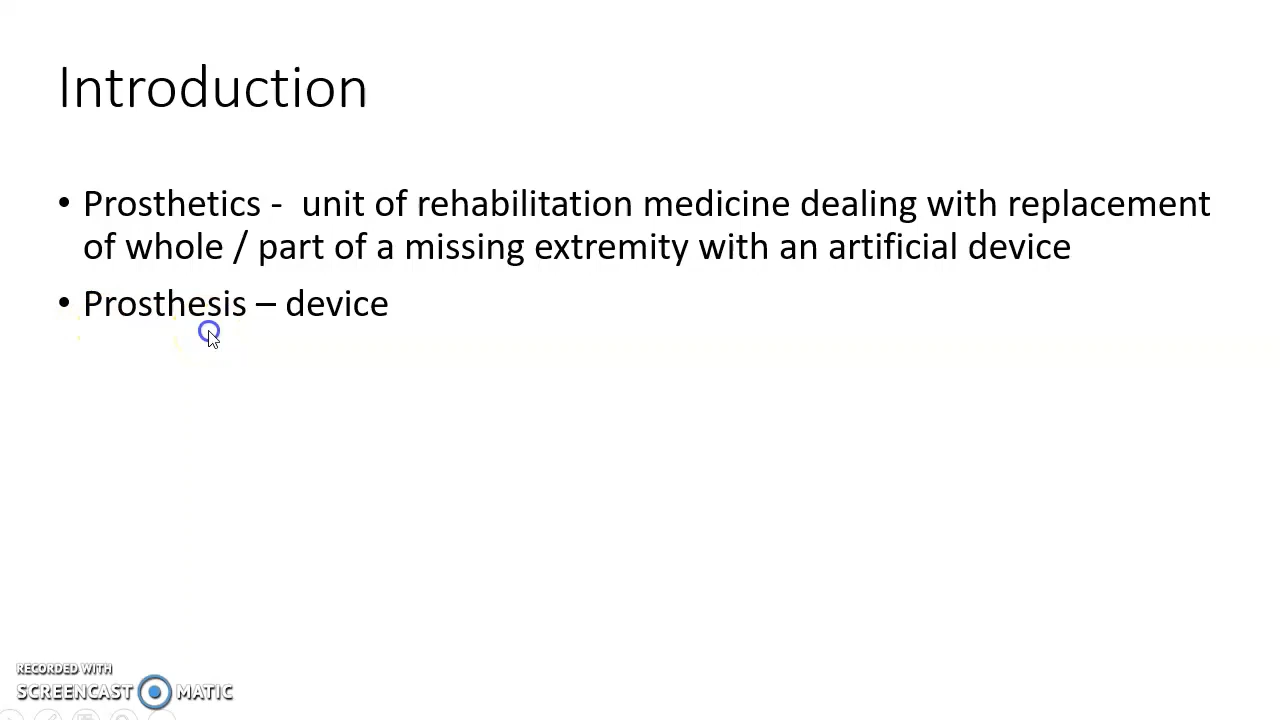 Introduction
• Prosthetics -  unit of rehabilitation medicine dealing with replacement
of whole / part of a missing extremity with an artificial device
• Prosthesis – device
RECORDED WITH
SCREENCAST MATIC